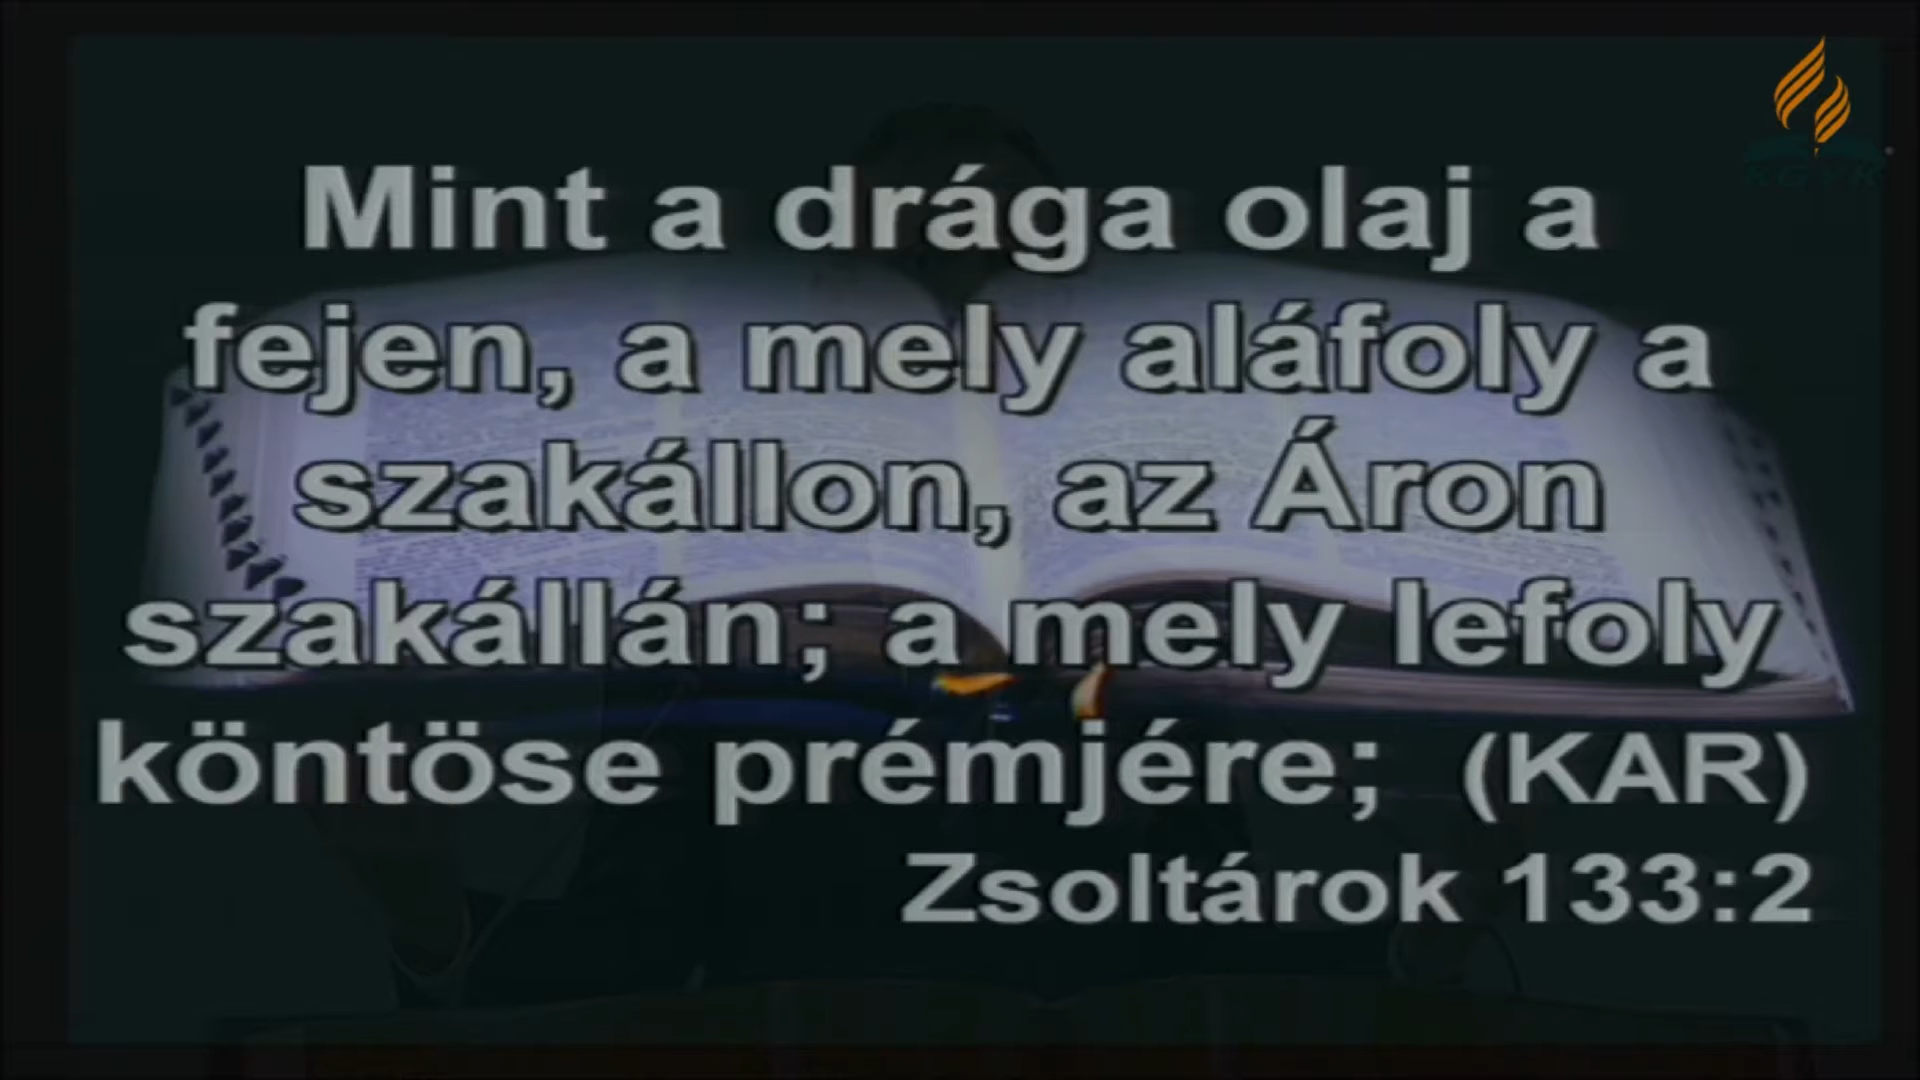 Mint a drága olaj a
fejen, a mely aláfoly a
szakállon, az Áron
szakállán; a mely lefoly
köntöse prémjére; (KAR)
Zsoltárok 133:2